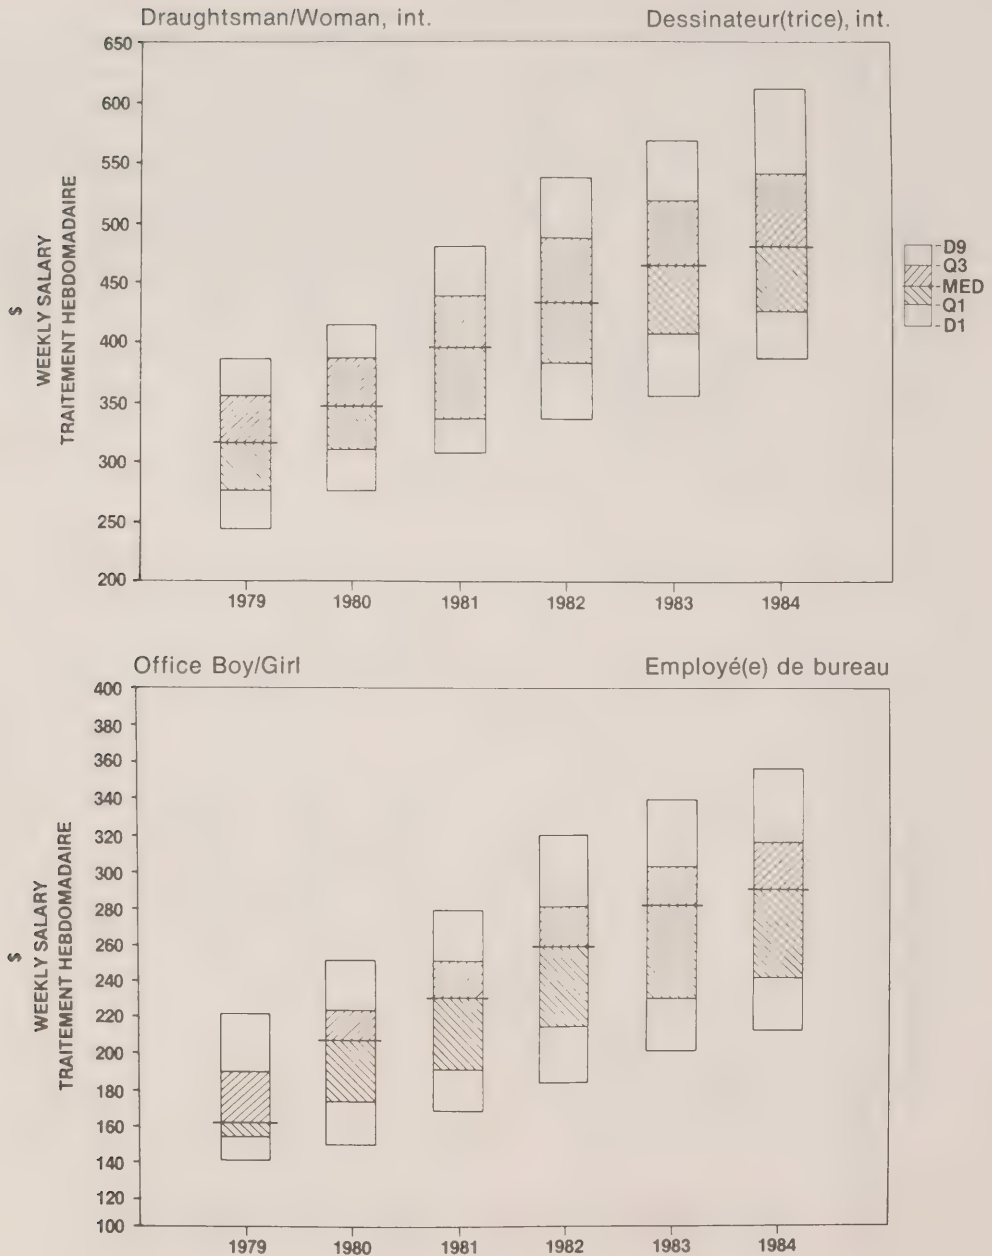 Draughtsman/Woman, int. Dessinateur(trice), int.
650
600
550
500
450
400
350
300
250
200
$
WEEKLY SALARY
TRAITEMENT HEBDOMADAIRE
1979 1980 1981 1982 1983 1984
D9
Q3
MED
Q1
D1
Office Boy/Girl Employé(e) de bureau
400
380
360
340
320
300
280
260
240
220
200
180
160
140
120
100
$
WEEKLY SALARY
TRAITEMENT HEBDOMADAIRE
1979 1980 1981 1982 1983 1984